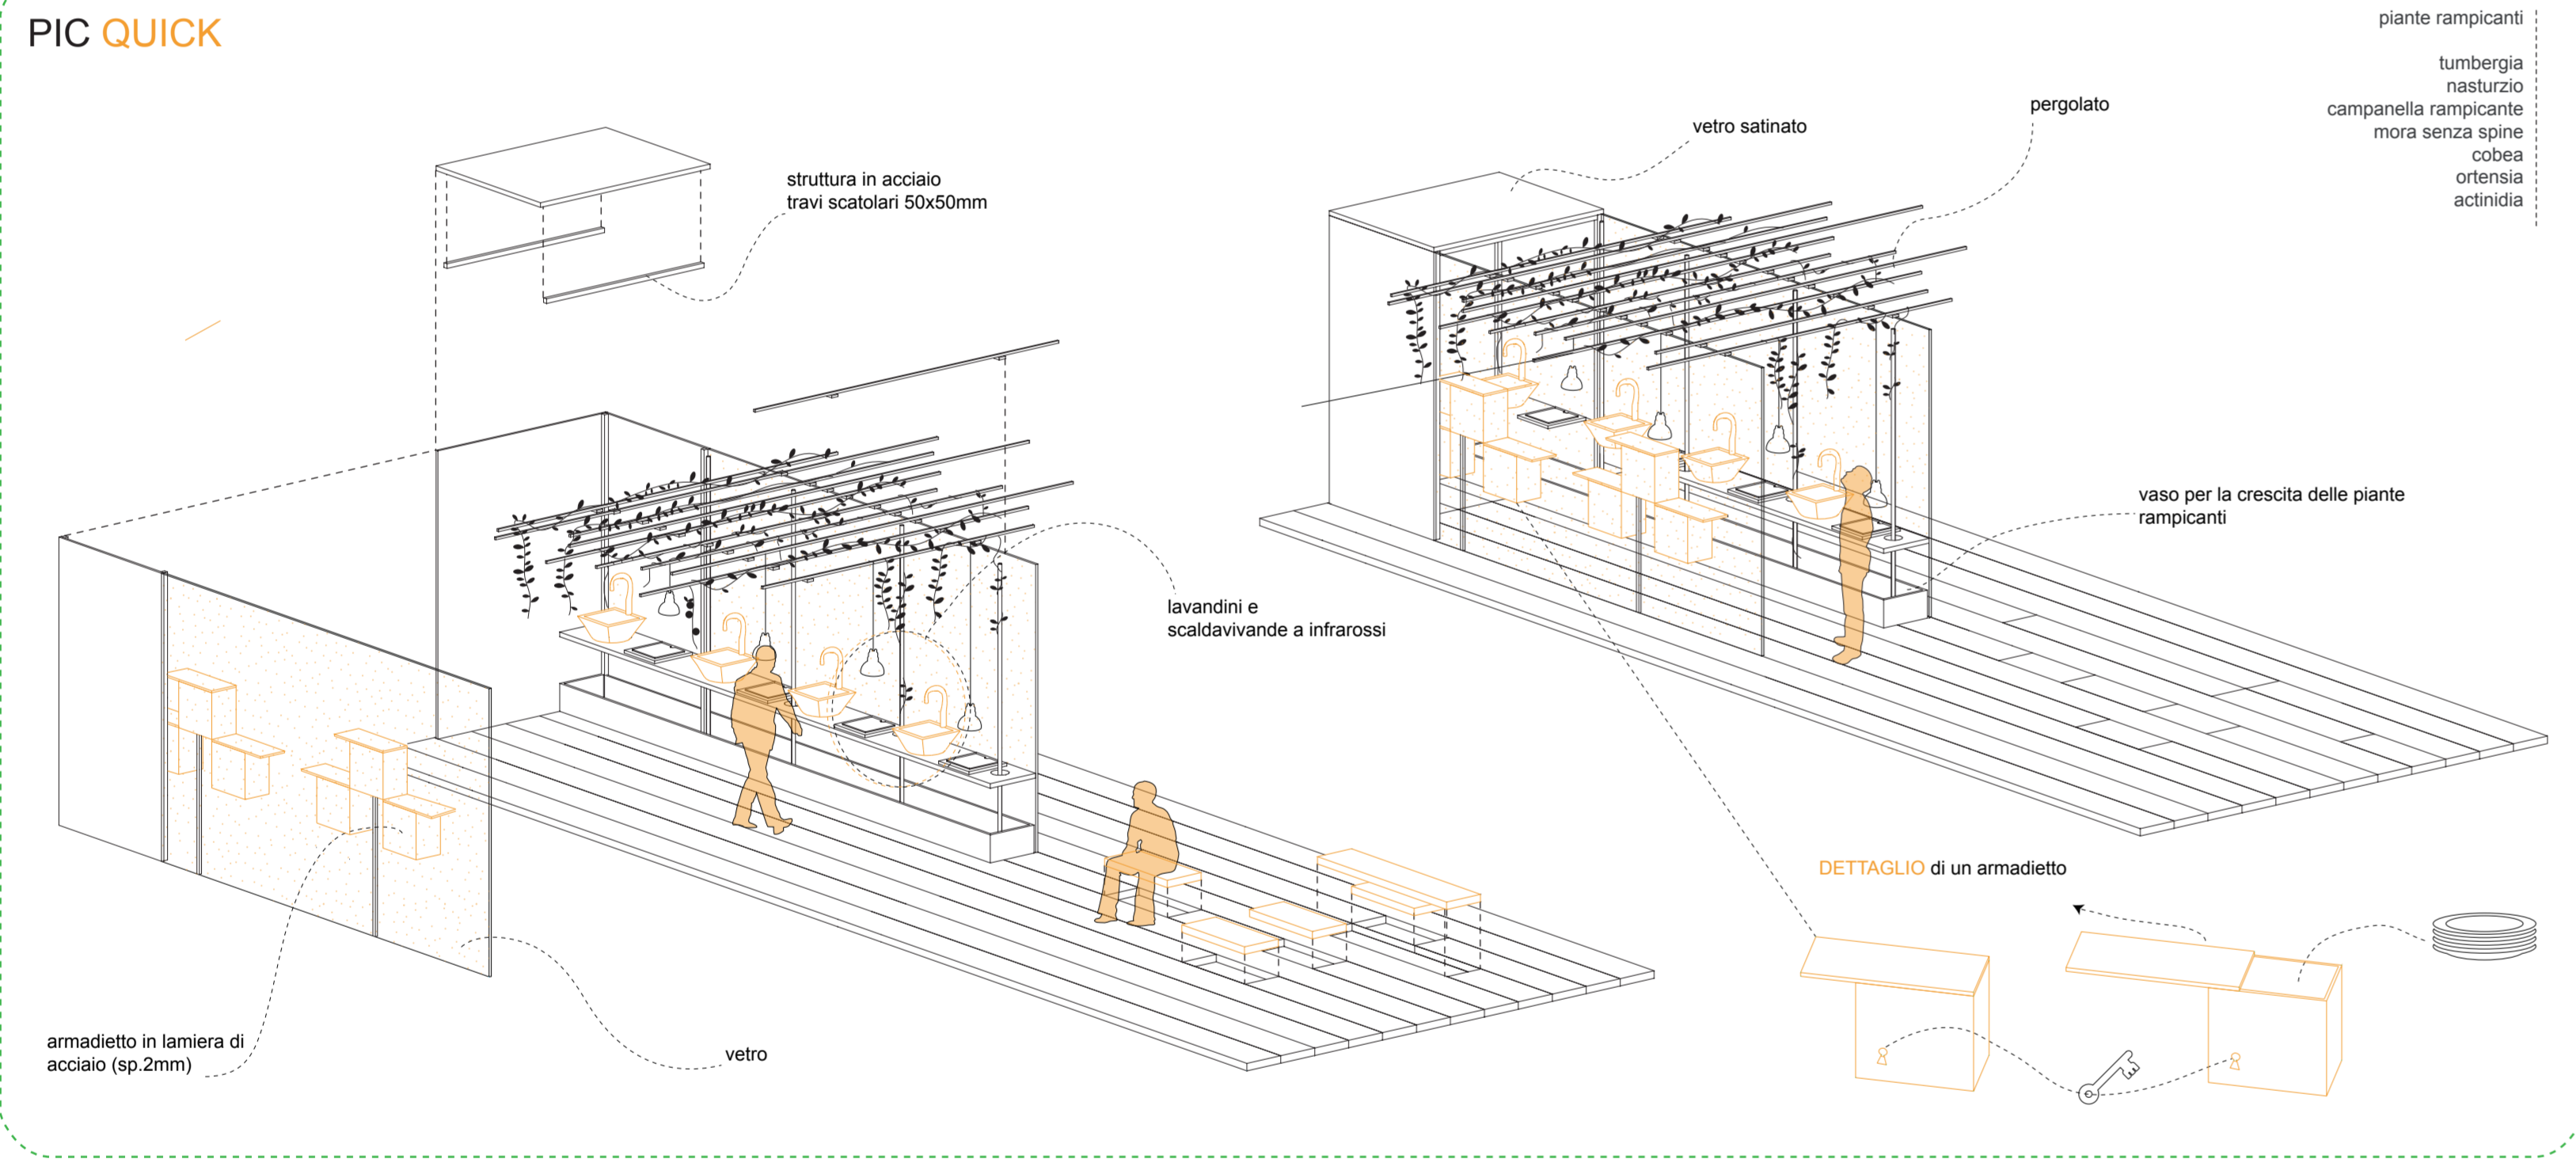 PIC QUICK
piante rampicanti
tumbergia
nasturzio
campanella rampicante
mora senza spine
cobea
ortensia
actinidia
struttura in acciaio
travi scatolari 50x50mm
vetro satinato
pergolato
lavandini e
scaldavivande a infrarossi
vaso per la crescita delle piante
rampicanti
armadietto in lamiera di
acciaio (sp.2mm)
vetro
DETTAGLIO di un armadietto